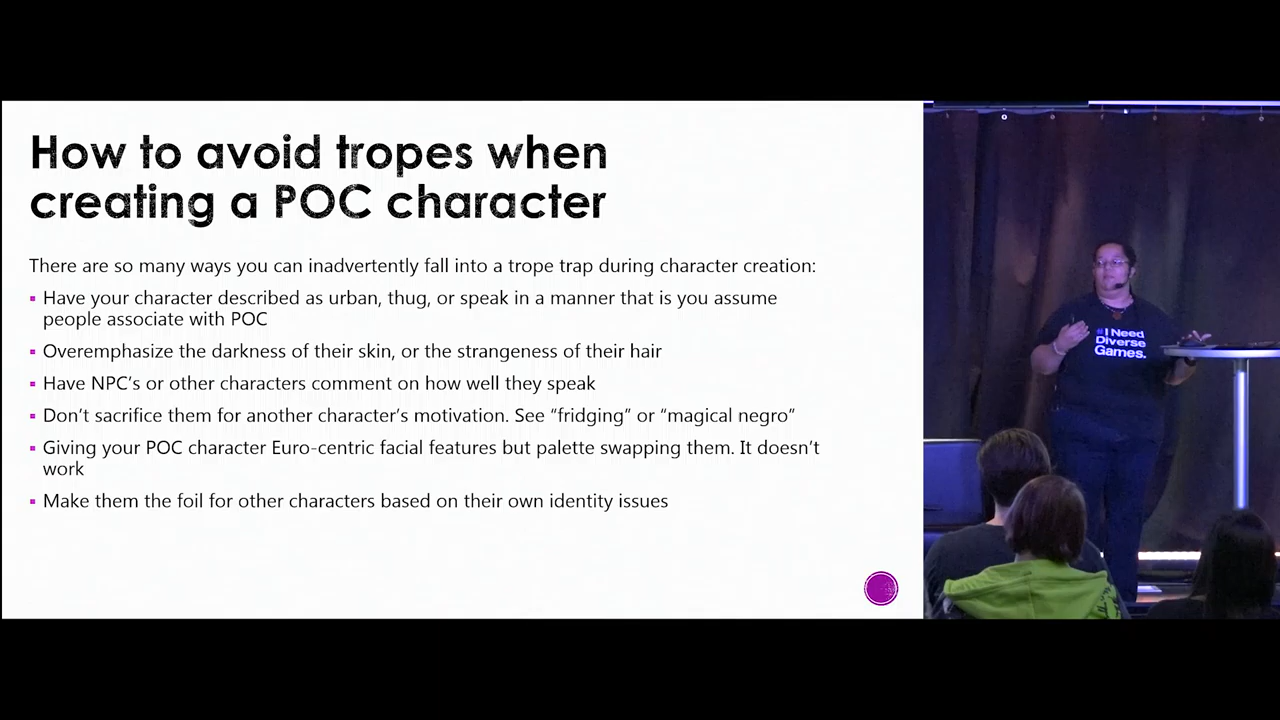 How to avoid tropes when
creating a POC character
There are so many ways you can inadvertently fall into a trope trap during character creation:
▪ Have your character described as urban, thug, or speak in a manner that is you assume
people associate with POC
▪ Overemphasize the darkness of their skin, or the strangeness of their hair
▪ Have NPC’s or other characters comment on how well they speak
▪ Don’t sacrifice them for another character’s motivation. See “fridging” or “magical negro”
▪ Giving your POC character Euro-centric facial features but palette swapping them. It doesn’t
work
▪ Make them the foil for other characters based on their own identity issues
#I Need
Diverse
Games.